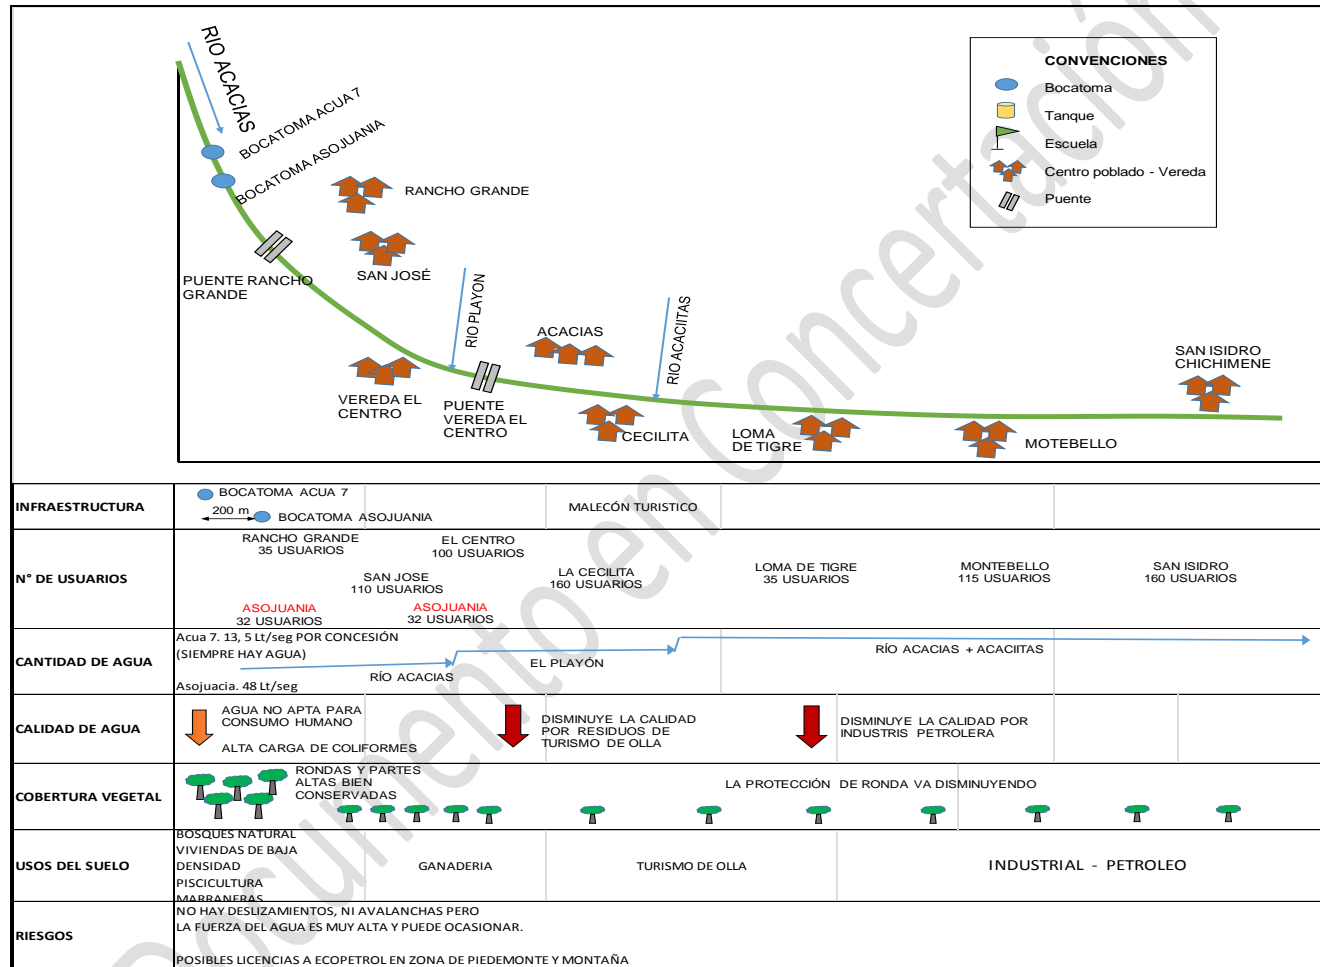 RIO ACACIAS
BOCATOMA ACUA 7
BOCATOMA ASOJUANIA
RANCHO GRANDE
SAN JOSÉ
PUENTE RANCHO
GRANDE
RIO PLAYON
VEREDA EL
CENTRO
PUENTE
VEREDA EL
CENTRO
ACACIAS
RIO ACACIITAS
CECILITA
LOMA
DE TIGRE
MOTEBELLO
SAN ISIDRO
CHICHIMENE
CONVENCIONES
Bocatoma
Tanque
Escuela
Centro poblado - Vereda
Puente
INFRAESTRUCTURA
BOCATOMA ACUA 7
200 m
BOCATOMA ASOJUANIA
MALECÓN TURISTICO
N° DE USUARIOS
RANCHO GRANDE
35 USUARIOS
EL CENTRO
100 USUARIOS
SAN JOSE
110 USUARIOS
LA CECILITA
160 USUARIOS
LOMA DE TIGRE
35 USUARIOS
MONTEBELLO
115 USUARIOS
SAN ISIDRO
160 USUARIOS
ASOJUANIA
32 USUARIOS
ASOJUANIA
32 USUARIOS
CANTIDAD DE AGUA
Acua 7. 13, 5 Lt/seg POR CONCESIÓN
(SIEMPRE HAY AGUA)
Asojuacia. 48 Lt/seg
RÍO ACACIAS
EL PLAYÓN
RÍO ACACIAS + ACACIITAS
CALIDAD DE AGUA
AGUA NO APTA PARA
CONSUMO HUMANO
ALTA CARGA DE COLIFORMES
DISMINUYE LA CALIDAD
POR RESIDUOS DE
TURISMO DE OLLA
DISMINUYE LA CALIDAD POR
INDUSTRIS PETROLERA
COBERTURA VEGETAL
RONDAS Y PARTES
ALTAS BIEN
CONSERVADAS
LA PROTECCIÓN DE RONDA VA DISMINUYENDO
USOS DEL SUELO
BOSQUES NATURAL
VIVIENDAS DE BAJA
DENSIDAD
PISCICULTURA
MARRANERAS
GANADERIA
TURISMO DE OLLA
INDUSTRIAL - PETROLEO
RIESGOS
NO HAY DESLIZAMIENTOS, NI AVALANCHAS PERO
LA FUERZA DEL AGUA ES MUY ALTA Y PUEDE OCASIONAR.
POSIBLES LICENCIAS A ECOPETROL EN ZONA DE PIEDEMONTE Y MONTAÑA
Documento en Concertación